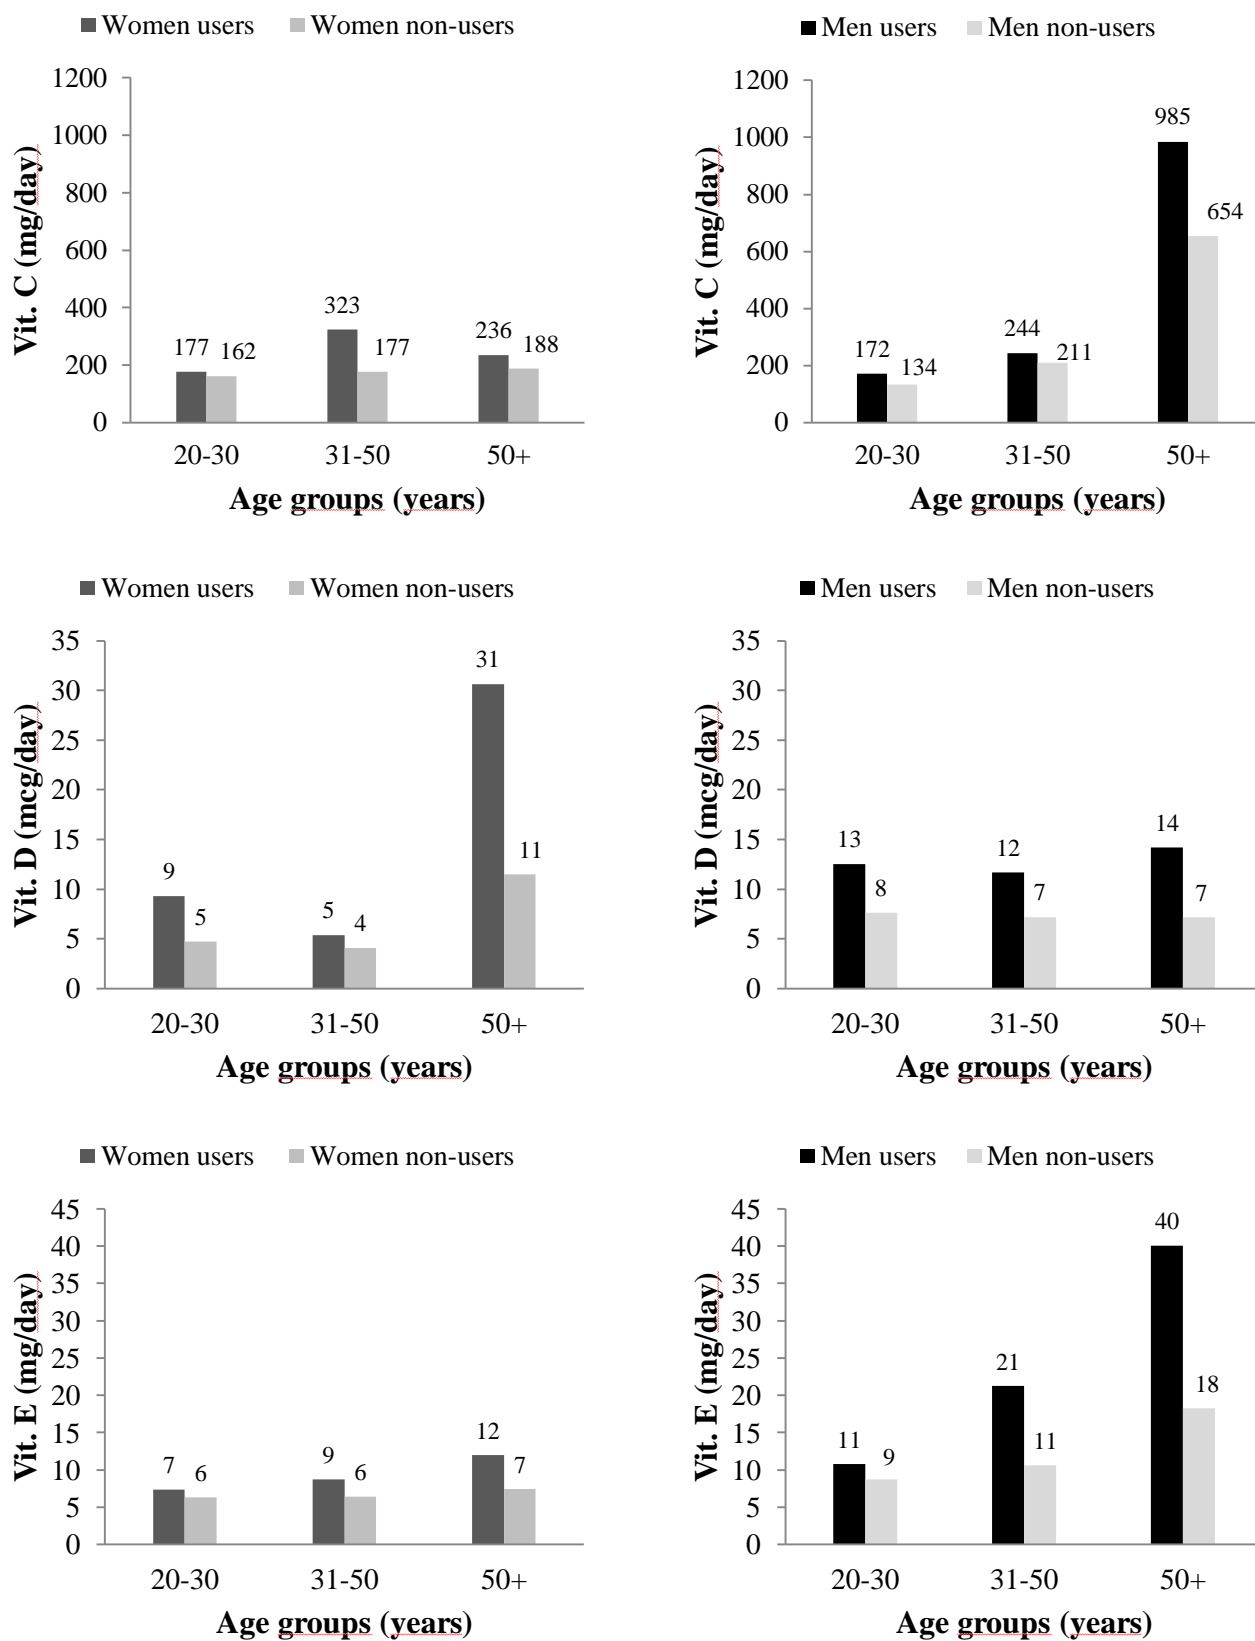 Women users Women non-users
1200
1000
800
600
400
200
0
Vit. C (mg/day)
177 162
323 177
236 188
20-30 31-50 50+
Age groups (years)
Men users Men non-users
1200
1000
800
600
400
200
0
Vit. C (mg/day)
172 134
244 211
985 654
20-30 31-50 50+
Age groups (years)
Women users Women non-users
35
30
25
20
15
10
5
0
Vit. D (mcg/day)
9 5
5 4
31 11
20-30 31-50 50+
Age groups (years)
Men users Men non-users
35
30
25
20
15
10
5
0
Vit. D (mcg/day)
13 8
12 7
14 7
20-30 31-50 50+
Age groups (years)
Women users Women non-users
45
40
35
30
25
20
15
10
5
0
Vit. E (mg/day)
7 6
9 6
12 7
20-30 31-50 50+
Age groups (years)
Men users Men non-users
45
40
35
30
25
20
15
10
5
0
Vit. E (mg/day)
11 9
21 11
40 18
20-30 31-50 50+
Age groups (years)